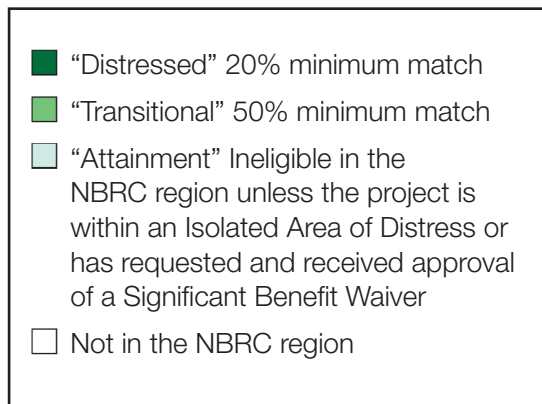 “Distressed” 20% minimum match
“Transitional” 50% minimum match
“Attainment” Ineligible in the
NBRC region unless the project is
within an Isolated Area of Distress or
has requested and received approval
of a Significant Benefit Waiver
Not in the NBRC region